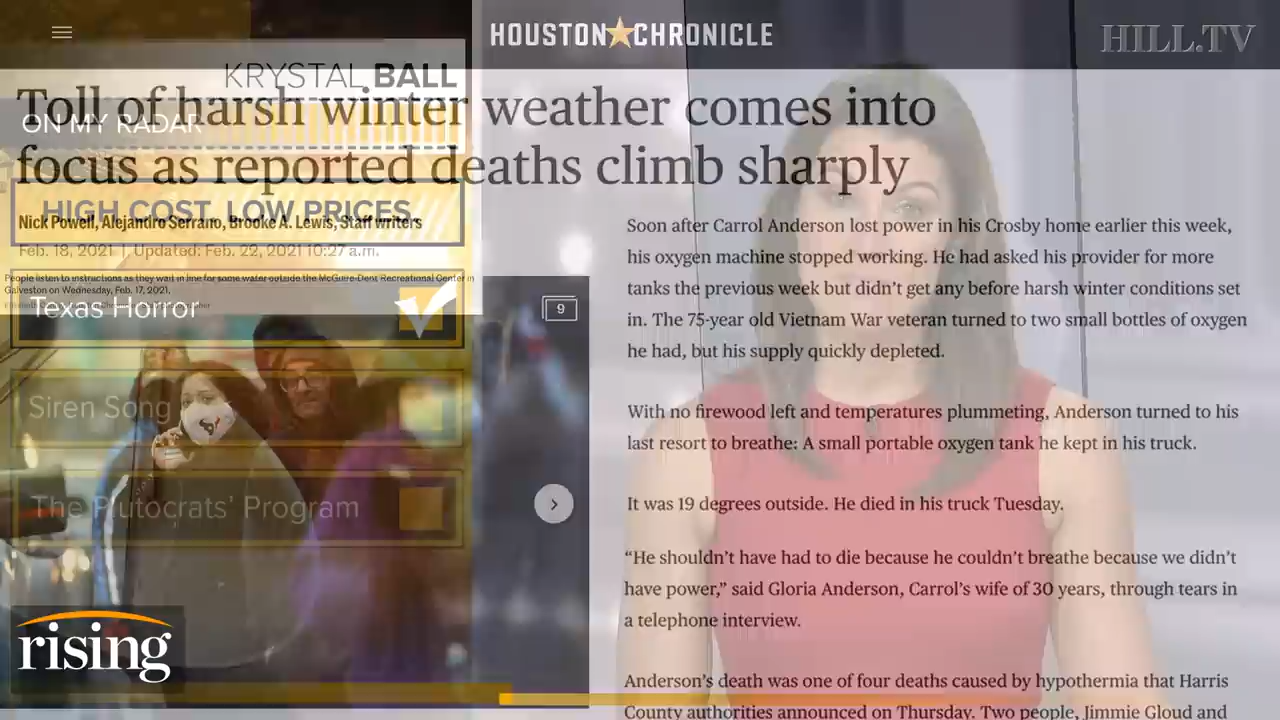 HOUSTON CHRONICLE
HILL.TV
KRYSTAL BALL
Toll of harsh winter weather comes into
ON MY RADAR
focus as reported deaths climb sharply
HIGH COST, LOW PRICES
Nick Powell, Alejandro Serrano, Brooke A. Lewis, Staff writers
Feb. 18, 2021 | Updated: Feb. 22, 2021 10:27 a.m.
People listen to instructions as they wait in line for some water outside the McGuire-Dent Recreational Center in
Galveston on Wednesday, Feb. 17, 2021.
Texas Horror
9
Siren Song
The Plutocrats' Program
rising
Soon after Carrol Anderson lost power in his Crosby home earlier this week,
his oxygen machine stopped working. He had asked his provider for more
tanks the previous week but didn't get any before harsh winter conditions set
in. The 75-year old Vietnam War veteran turned to two small bottles of oxygen
he had, but his supply quickly depleted.
With no firewood left and temperatures plummeting, Anderson turned to his
last resort to breathe: A small portable oxygen tank he kept in his truck.
It was 19 degrees outside. He died in his truck Tuesday.
“He shouldn't have had to die because he couldn't breathe because we didn't
have power,” said Gloria Anderson, Carrol's wife of 30 years, through tears in
a telephone interview.
Anderson's death was one of four deaths caused by hypothermia that Harris
County authorities announced on Thursday. Two people, Jimmie Gloud and